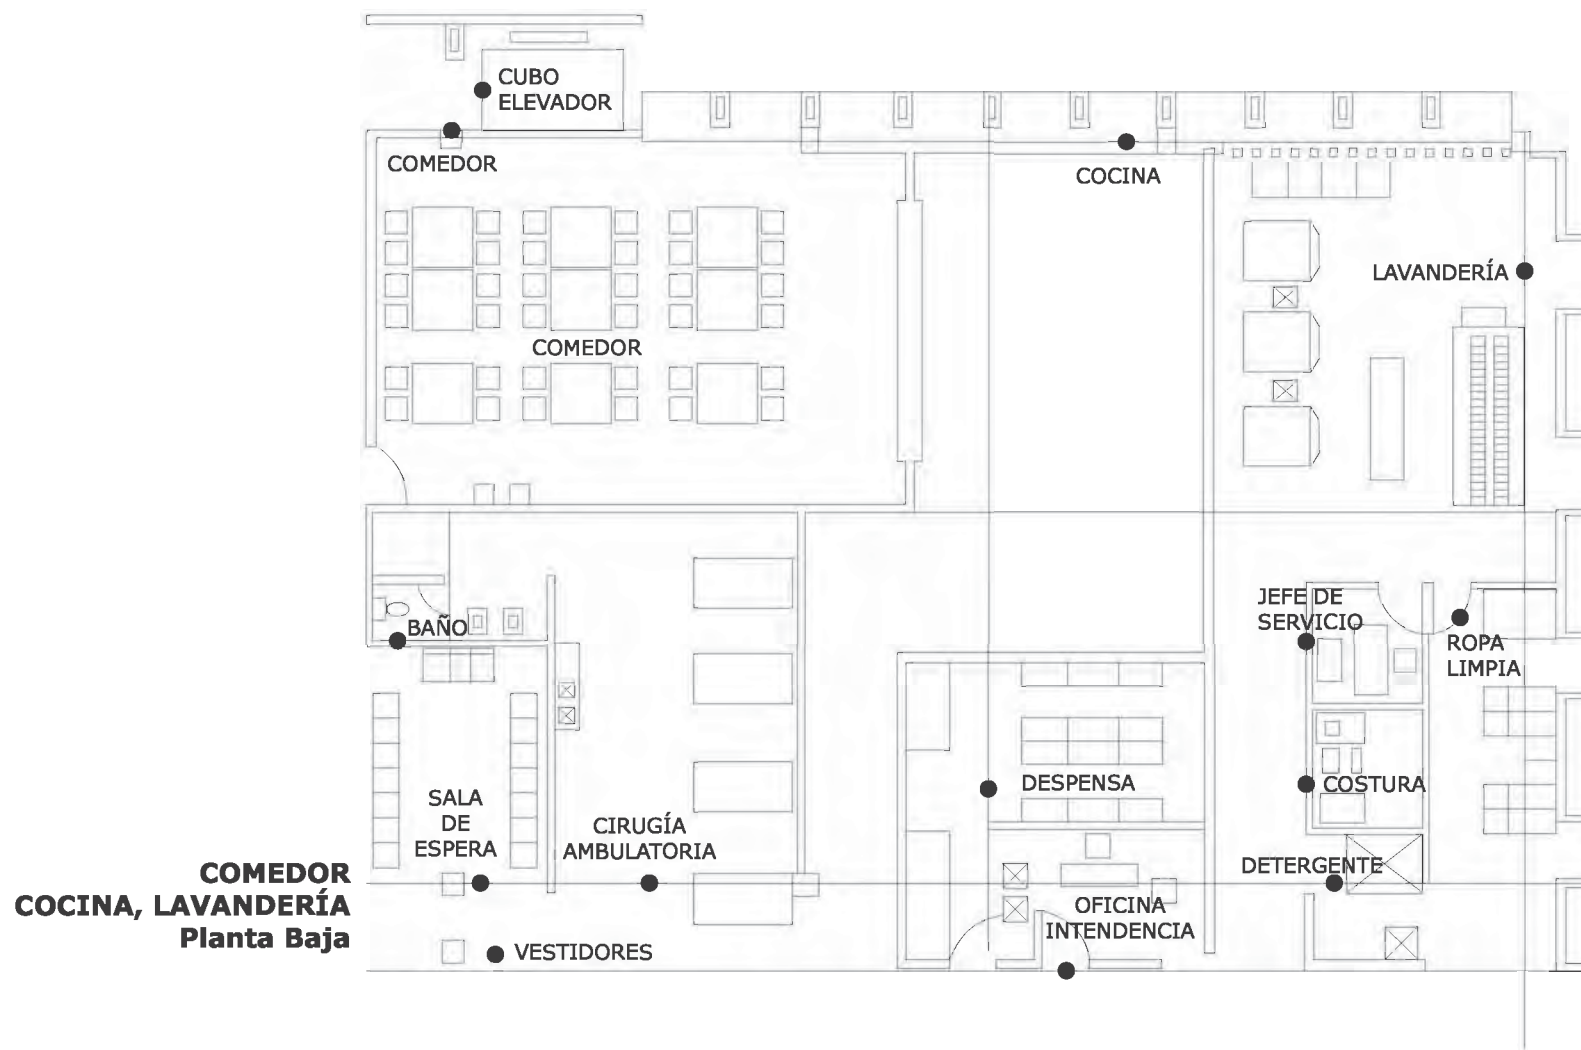 CUBO
ELEVADOR
COMEDOR
COCINA
LAVANDERÍA
COMEDOR
JEFE DE
SERVICIO
BAÑO
ROPA
LIMPIA
DESPENSA
COSTURA
SALA
DE
ESPERA
CIRUGÍA
AMBULATORIA
DETERGENTE
COMEDOR
COCINA, LAVANDERÍA
Planta Baja
OFICINA
INTENDENCIA
VESTIDORES